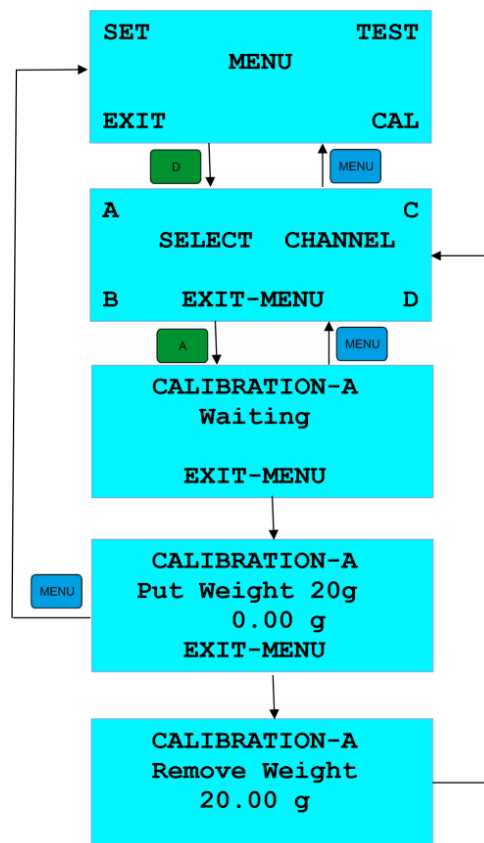 SET TEST
MENU
EXIT CAL
D MENU
A C
SELECT CHANNEL
B EXIT-MENU D
A MENU
CALIBRATION-A
Waiting
EXIT-MENU
CALIBRATION-A
Put Weight 20g
MENU
0.00 g
EXIT-MENU
CALIBRATION-A
Remove Weight
20.00 g